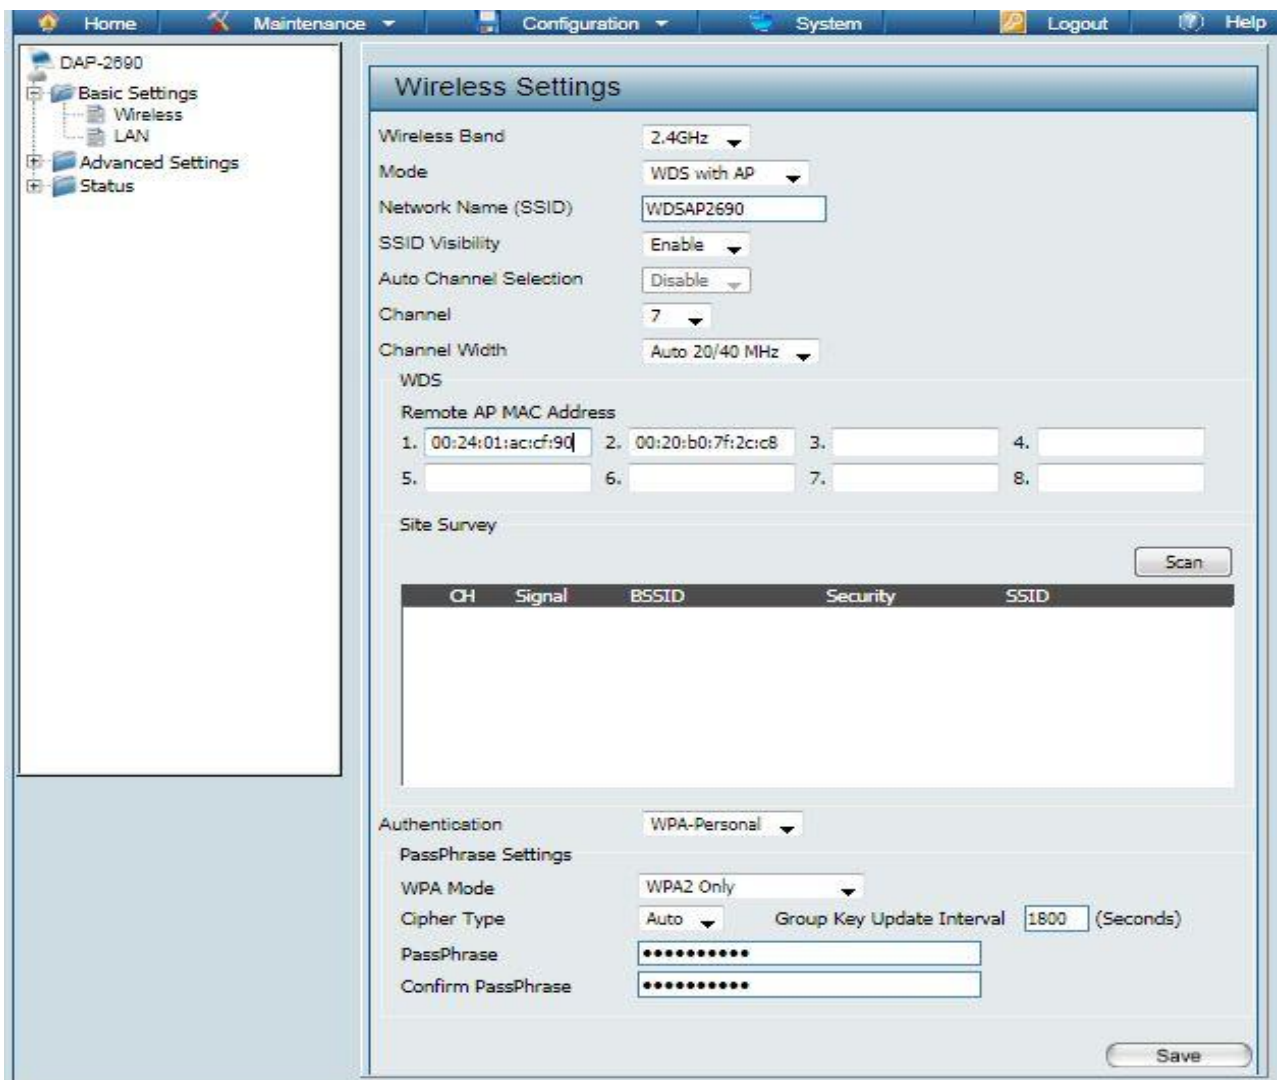 Home Maintenance Configuration System Logout Help
DAP-2690
Basic Settings
Wireless
LAN
Advanced Settings
Status
Wireless Settings
Wireless Band 2.4GHz
Mode WDS with AP
Network Name (SSID) WDSAP2690
SSID Visibility Enable
Auto Channel Selection Disable
Channel 7
Channel Width Auto 20/40 MHz
WDS
Remote AP MAC Address
1. 00:24:01:ac:cf:90 2. 00:20:b0:7f:2c:c8 3. 4.
5. 6. 7. 8.
Site Survey
Scan
CH Signal BSSID Security SSID
Authentication WPA-Personal
PassPhrase Settings
WPA Mode WPA2 Only
Cipher Type Auto Group Key Update Interval 1800 (Seconds)
PassPhrase ••••••••••
Confirm PassPhrase ••••••••••
Save